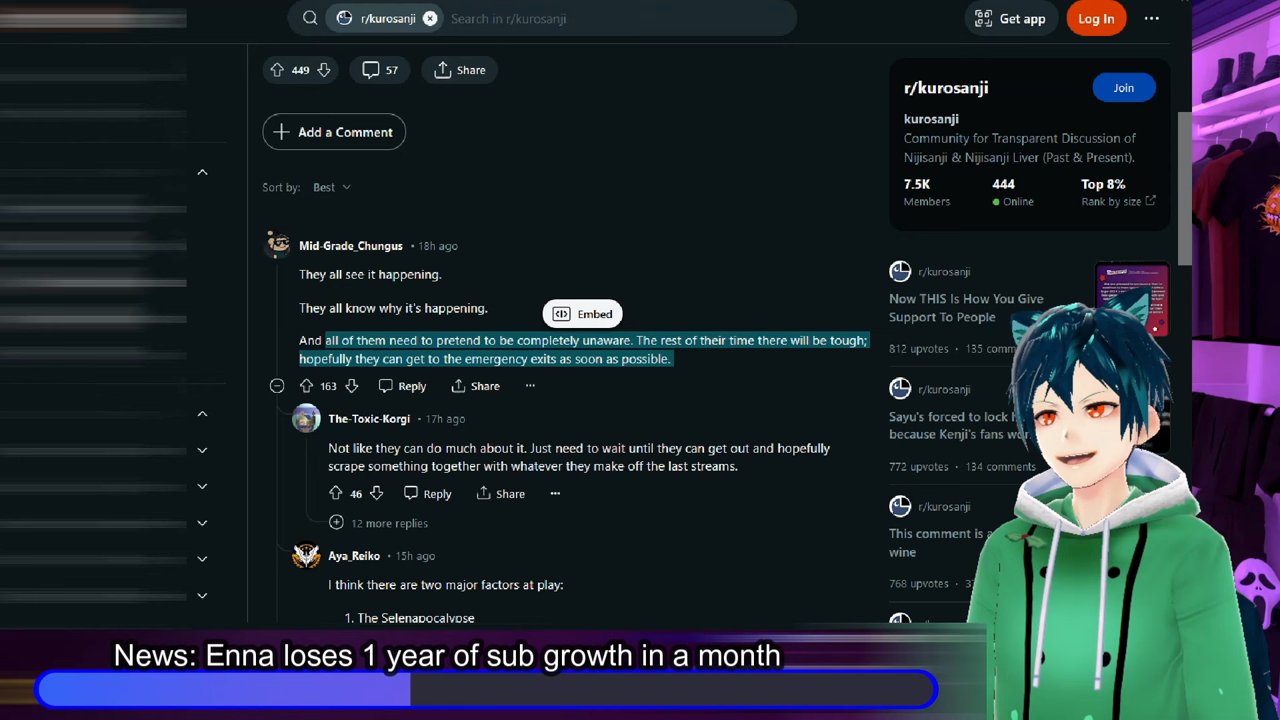 r/kurosanji
Search in r/kurosanji
Get app
Log In
449
57
Share
Add a Comment
Sort by: Best
Mid-Grade_Chungus • 18h ago
They all see it happening.
They all know why it's happening.
Embed
And all of them need to pretend to be completely unaware. The rest of their time there will be tough;
hopefully they can get to the emergency exits as soon as possible.
163
Reply
Share
The-Toxic-Korgi • 17h ago
Not like they can do much about it. Just need to wait until they can get out and hopefully
scrape something together with whatever they make off the last streams.
46
Reply
Share
12 more replies
Aya_Reiko • 15h ago
I think there are two major factors at play:
1. The Selenapocalypse
r/kurosanji
Join
kurosanji
Community for Transparent Discussion of
Nijisanji & Nijisanji Liver (Past & Present).
7.5K
444
Top 8%
Members
Online
Rank by size
r/kurosanji
Now THIS Is How You Give
Support To People
812 upvotes • 135 comm
r/kurosanji
Sayu's forced to lock h
because Kenji's fans wo
772 upvotes • 134 comments
r/kurosanji
This comment is a
wine
768 upvotes
News: Enna loses 1 year of sub growth in a month